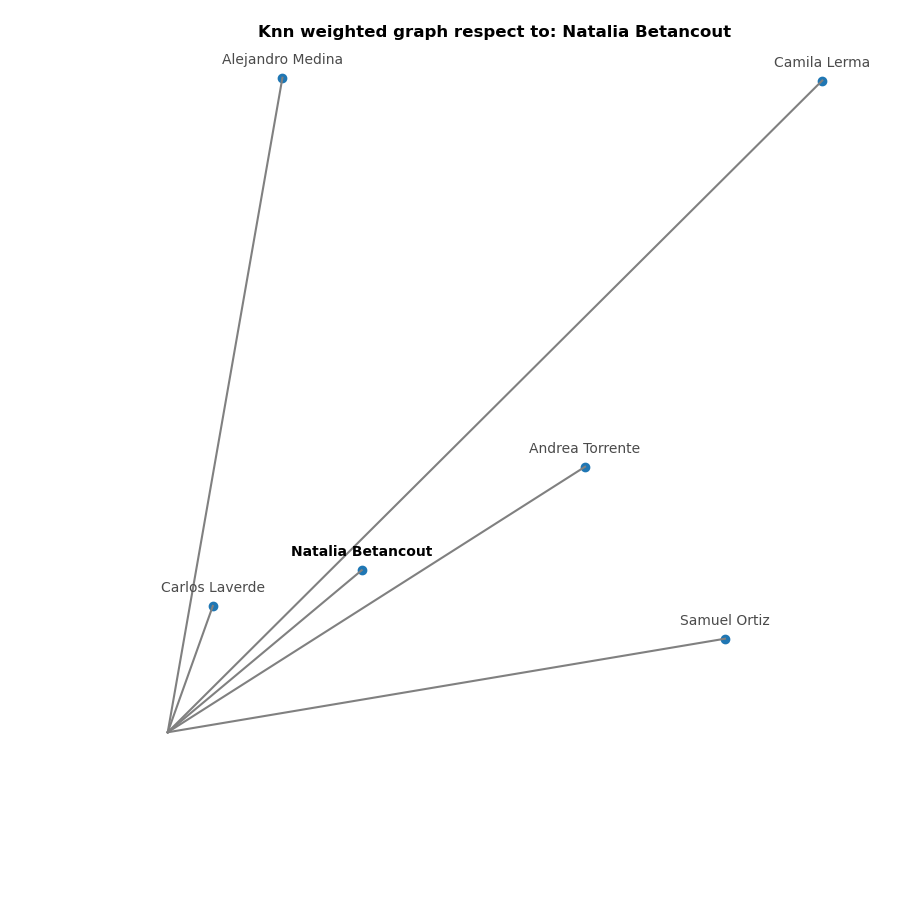 Knn weighted graph respect to: Natalia Betancout
Alejandro Medina
Camila Lerma
Andrea Torrente
Natalia Betancout
Carlos Laverde
Samuel Ortiz